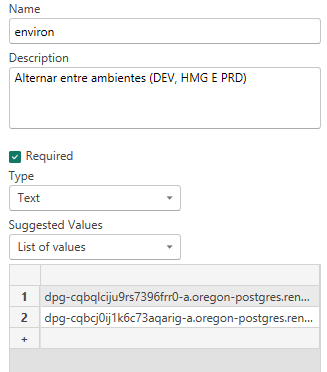 Name
environ
Description
Alternar entre ambientes (DEV, HMG E PRD)
Required
Type
Text
Suggested Values
List of values
1 dpg-cqbqlciju9rs7396frr0-a.oregon-postgres.ren...
2 dpg-cqbcj0ij1k6c73aqarig-a.oregon-postgres.ren...
+